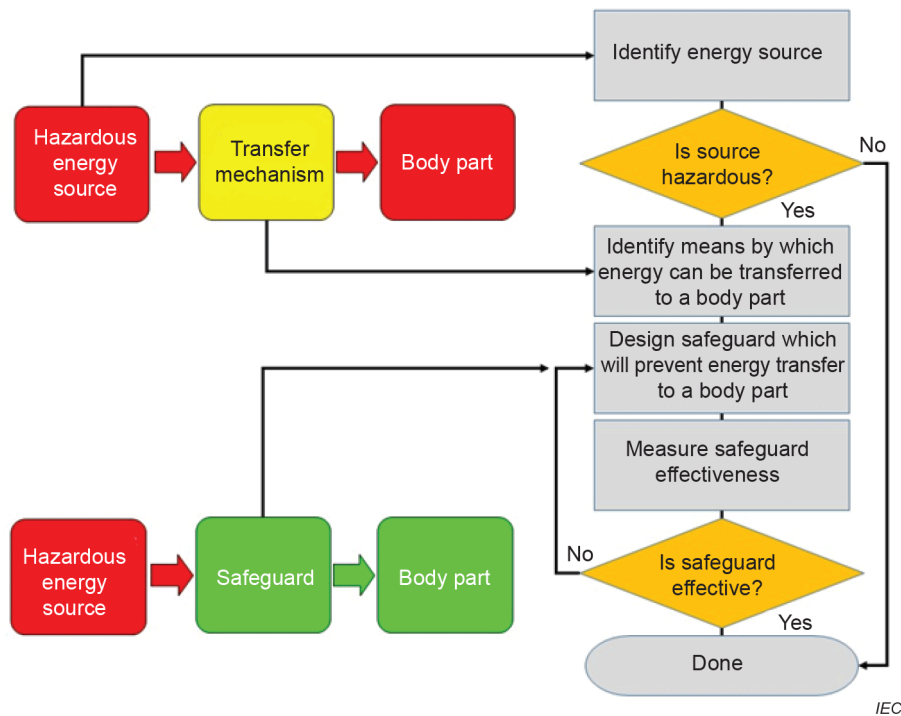 Identify energy source
Hazardous
energy
source
Transfer
mechanism
Body part
Is source
hazardous?
No
Yes
Identify means by which
energy can be transferred
to a body part
Design safeguard which
will prevent energy transfer
to a body part
Measure safeguard
effectiveness
Hazardous
energy
source
Safeguard
Body part
No
Is safeguard
effective?
Yes
Done
IEC